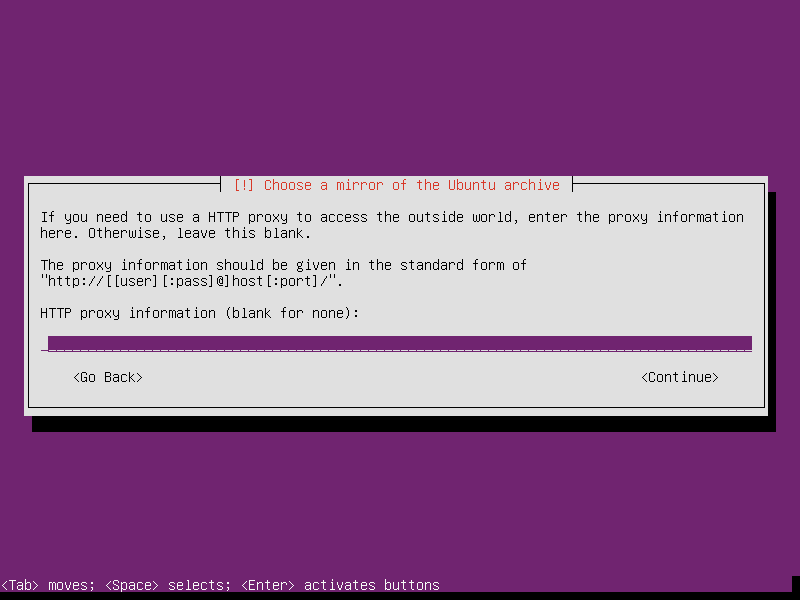 [!] Choose a mirror of the Ubuntu archive
If you need to use a HTTP proxy to access the outside world, enter the proxy information
here. Otherwise, leave this blank.
The proxy information should be given in the standard form of
"http://[[user][:pass]@]host[:port]/".
HTTP proxy information (blank for none):
<Go Back> <Continue>
<Tab> moves; <Space> selects; <Enter> activates buttons